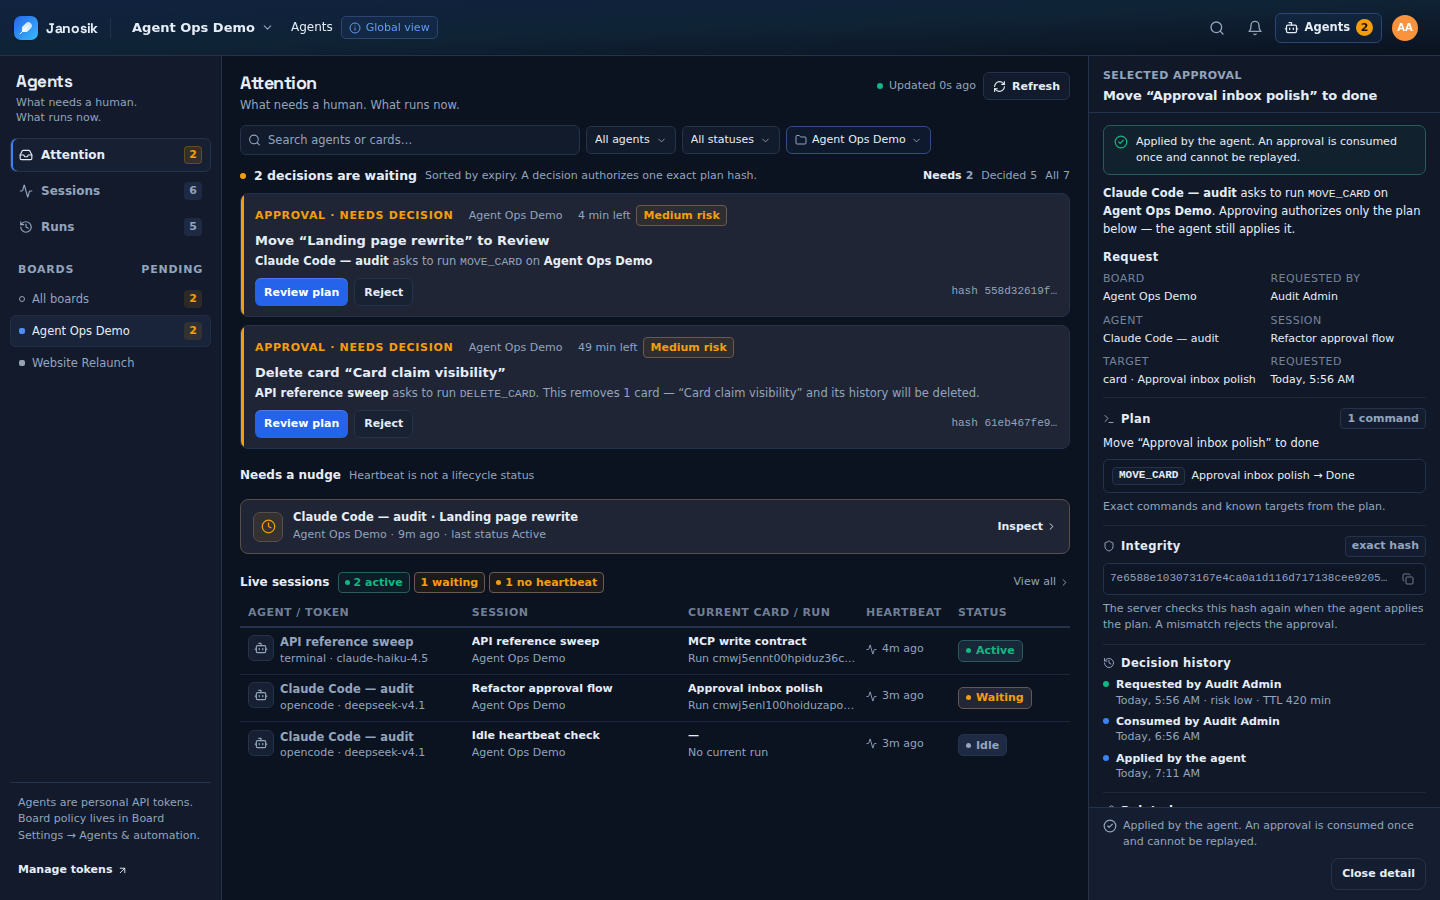 Janosik
Agent Ops Demo
Agents
Global view
Agents 2
AA
Agents
What needs a human.
What runs now.
Attention 2
Sessions 6
Runs 5
BOARDS PENDING
All boards 2
Agent Ops Demo 2
Website Relaunch
Agents are personal API tokens.
Board policy lives in Board
Settings → Agents & automation.
Manage tokens
Attention
What needs a human. What runs now.
Updated 0s ago
Refresh
Search agents or cards…
All agents
All statuses
Agent Ops Demo
2 decisions are waiting Sorted by expiry. A decision authorizes one exact plan hash.
Needs 2 Decided 5 All 7
APPROVAL · NEEDS DECISION Agent Ops Demo 4 min left Medium risk
Move “Landing page rewrite” to Review
Claude Code — audit asks to run MOVE_CARD on Agent Ops Demo
Review plan Reject hash 558d32619f…
APPROVAL · NEEDS DECISION Agent Ops Demo 49 min left Medium risk
Delete card “Card claim visibility”
API reference sweep asks to run DELETE_CARD. This removes 1 card — “Card claim visibility” and its history will be deleted.
Review plan Reject hash 61eb467fe9…
Needs a nudge Heartbeat is not a lifecycle status
Claude Code — audit · Landing page rewrite
Agent Ops Demo · 9m ago · last status Active
Inspect
Live sessions 2 active 1 waiting 1 no heartbeat View all
AGENT / TOKEN SESSION CURRENT CARD / RUN HEARTBEAT STATUS
API reference sweep API reference sweep MCP write contract 4m ago Active
terminal · claude-haiku-4.5 Agent Ops Demo Run cmwj5ennt00hpiduz36c…
Claude Code — audit Refactor approval flow Approval inbox polish 3m ago Waiting
opencode · deepseek-v4.1 Agent Ops Demo Run cmwj5enl100hoiduzapo…
Claude Code — audit Idle heartbeat check — 3m ago Idle
opencode · deepseek-v4.1 Agent Ops Demo No current run
SELECTED APPROVAL
Move “Approval inbox polish” to done
Applied by the agent. An approval is consumed
once and cannot be replayed.
Claude Code — audit asks to run MOVE_CARD on
Agent Ops Demo. Approving authorizes only the plan
below — the agent still applies it.
Request
BOARD REQUESTED BY
Agent Ops Demo Audit Admin
AGENT SESSION
Claude Code — audit Refactor approval flow
TARGET REQUESTED
card · Approval inbox polish Today, 5:56 AM
Plan 1 command
Move “Approval inbox polish” to done
MOVE_CARD Approval inbox polish → Done
Exact commands and known targets from the plan.
Integrity exact hash
7e6588e103073167e4ca0a1d116d717138cee9205…
The server checks this hash again when the agent applies
the plan. A mismatch rejects the approval.
Decision history
Requested by Audit Admin
Today, 5:56 AM · risk low · TTL 420 min
Consumed by Audit Admin
Today, 6:56 AM
Applied by the agent
Today, 7:11 AM
Applied by the agent. An approval is consumed once
and cannot be replayed.
Close detail